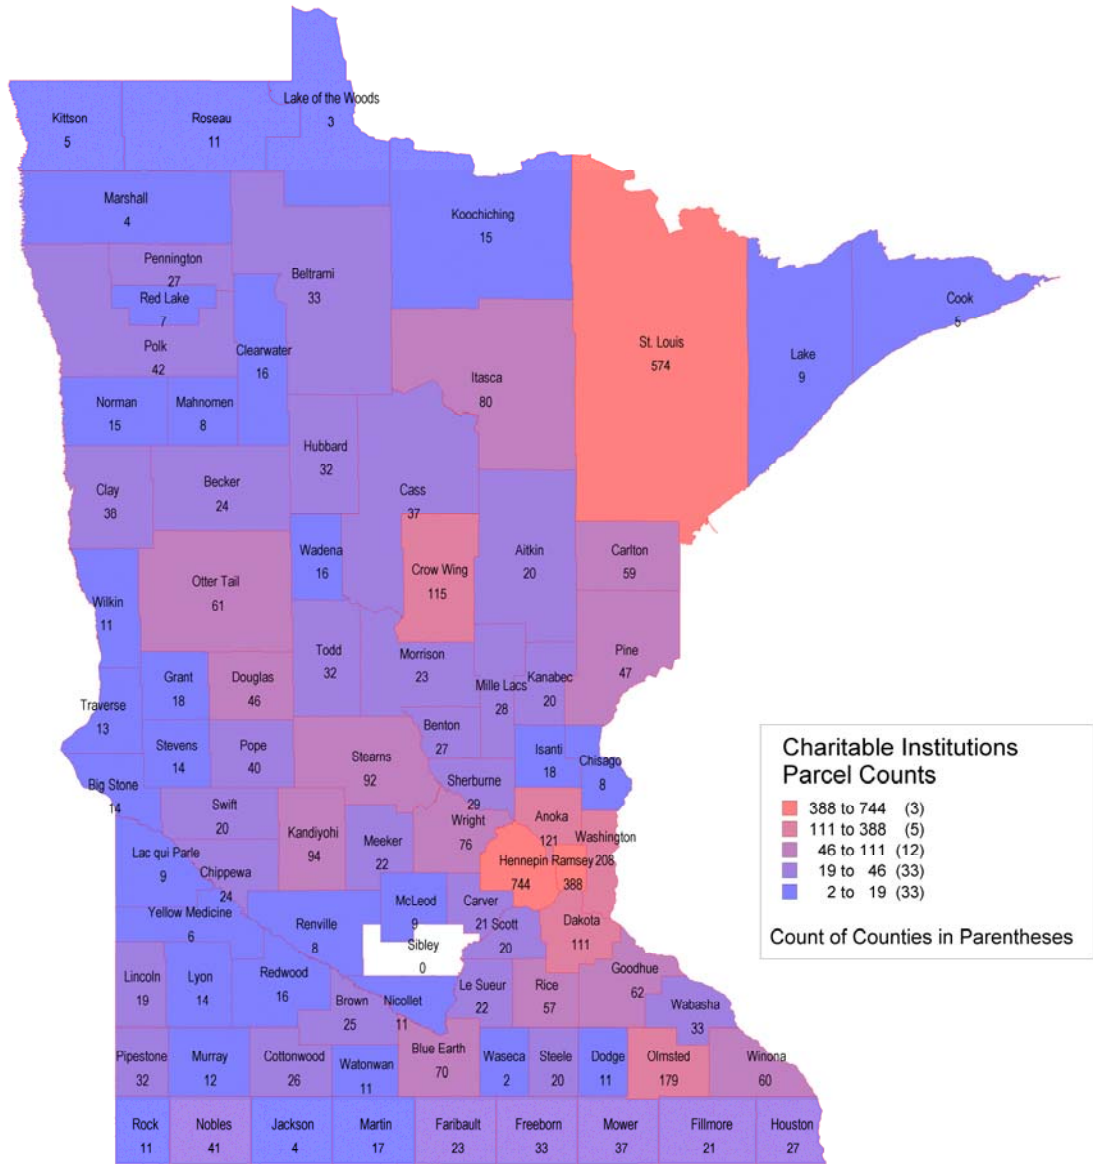 Lake of the Woods
3
Kittson
5
Roseau
11
Marshall
4
Koochiching
15
Pennington
27
Beltrami
33
Red Lake
7
Cook
5
Polk
42
Clearwater
16
St. Louis
574
Lake
9
Itasca
80
Norman
15
Mahnomen
8
Hubbard
32
Clay
38
Becker
24
Cass
37
Wadena
16
Crow Wing
115
Aitkin
20
Carlton
59
Otter Tail
61
Wilkin
11
Todd
32
Morrison
23
Mille Lacs
28
Kanabec
20
Pine
47
Grant
18
Douglas
46
Traverse
13
Stevens
14
Pope
40
Stearns
92
Benton
27
Isanti
18
Chisago
8
Big Stone
14
Sherburne
29
Swift
20
Kandiyohi
94
Meeker
22
Wright
76
Anoka
121
Washington
208
Lac qui Parle
9
Chippewa
24
Hennepin
744
Ramsey
388
McLeod
9
Carver
21
Scott
20
Dakota
111
Yellow Medicine
6
Renville
8
Sibley
0
Lincoln
19
Lyon
14
Redwood
16
Brown
25
Nicollet
11
Le Sueur
22
Rice
57
Goodhue
62
Wabasha
33
Pipestone
32
Murray
12
Cottonwood
26
Watonwan
11
Blue Earth
70
Waseca
2
Steele
20
Dodge
11
Olmsted
179
Winona
60
Rock
11
Nobles
41
Jackson
4
Martin
17
Faribault
23
Freeborn
33
Mower
37
Fillmore
21
Houston
27
Charitable Institutions
Parcel Counts
388 to 744 (3)
111 to 388 (5)
46 to 111 (12)
19 to 46 (33)
2 to 19 (33)
Count of Counties in Parentheses